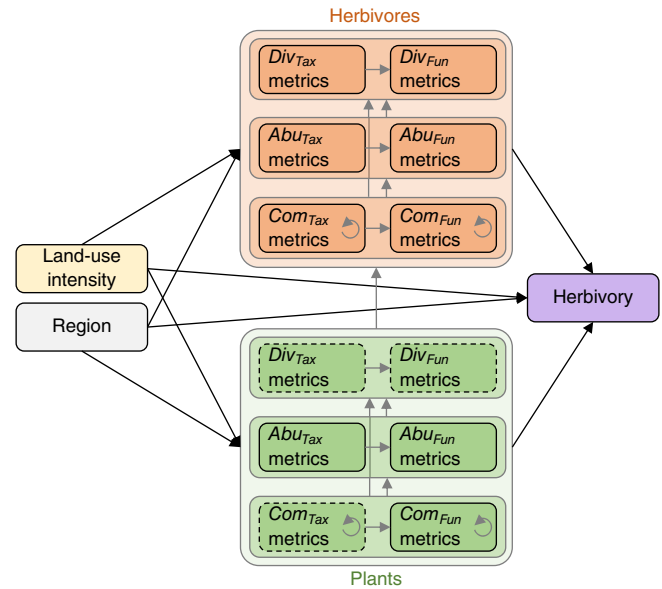 Herbivores
DivTax
metrics
DivFun
metrics
AbuTax
metrics
AbuFun
metrics
ComTax
metrics
ComFun
metrics
Land-use
intensity
Region
Herbivory
DivTax
metrics
DivFun
metrics
AbuTax
metrics
AbuFun
metrics
ComTax
metrics
ComFun
metrics
Plants